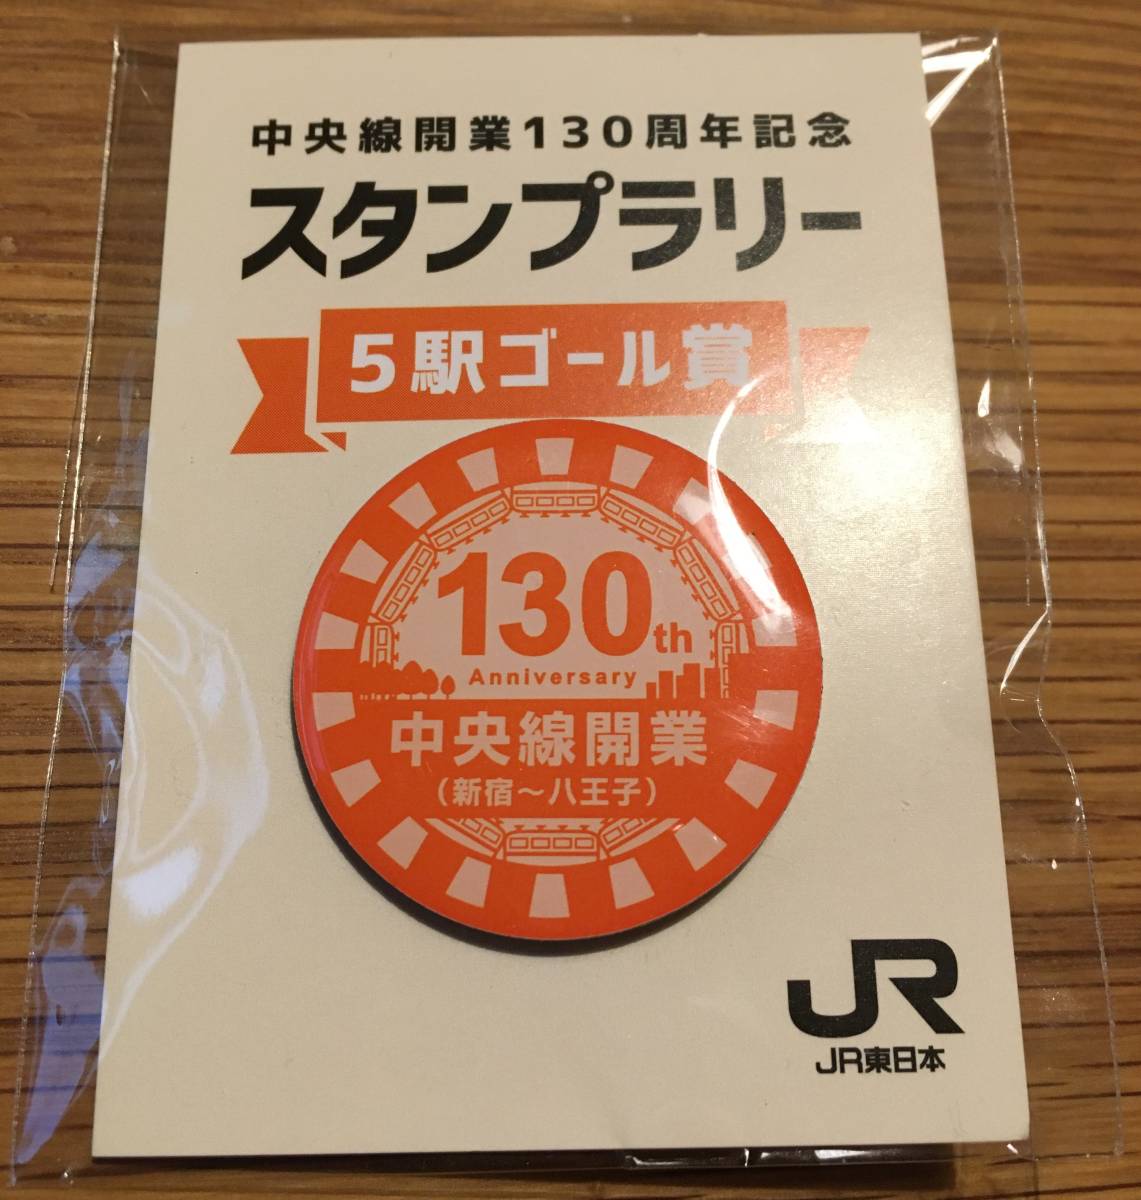 中央線開業130周年記念
スタンプラリー
5駅ゴール賞
130th
Anniversary
中央線開業
(新宿〜八王子)
JR
JR東日本